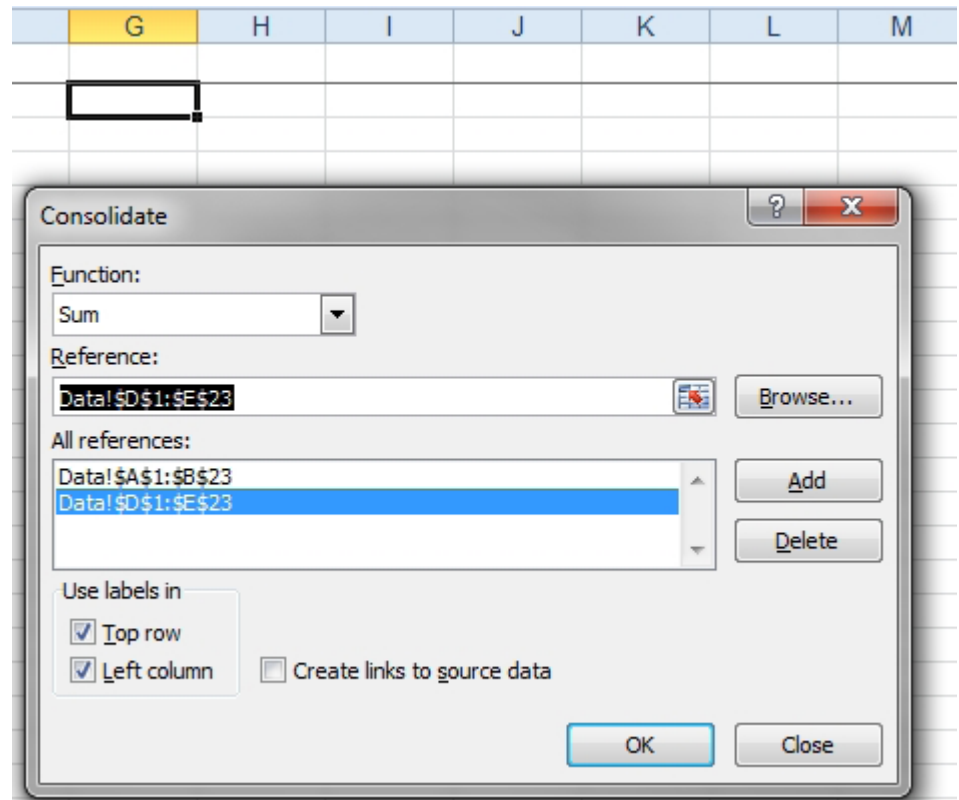 G H I J K L M
Consolidate
Function:
Sum
Reference:
Data!$D$1:$E$23
Browse...
All references:
Data!$A$1:$B$23
Data!$D$1:$E$23
Add
Delete
Use labels in
Top row
Left column
Create links to source data
OK
Close